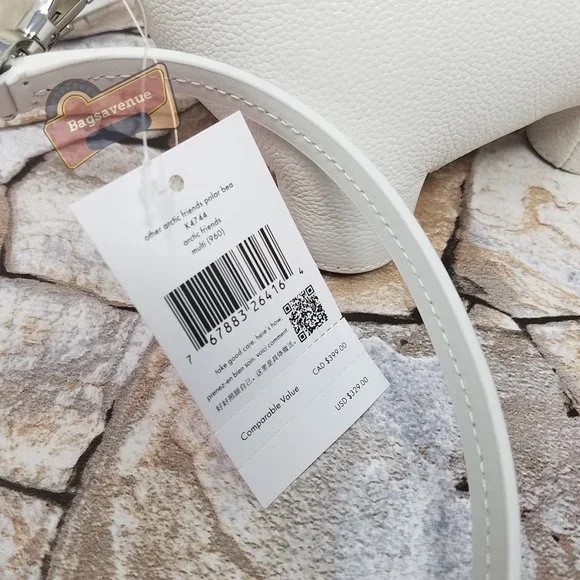 Bagsavenue
other arctic friends polar bea
K4744
arctic friends
multi (960)
7 67883 26416 4
take good care. here's how.
prenez-en bien soin. voici comment
好好照顾自己。这里是具体做法。
Comparable Value
CAD $399.00
USD $329.00